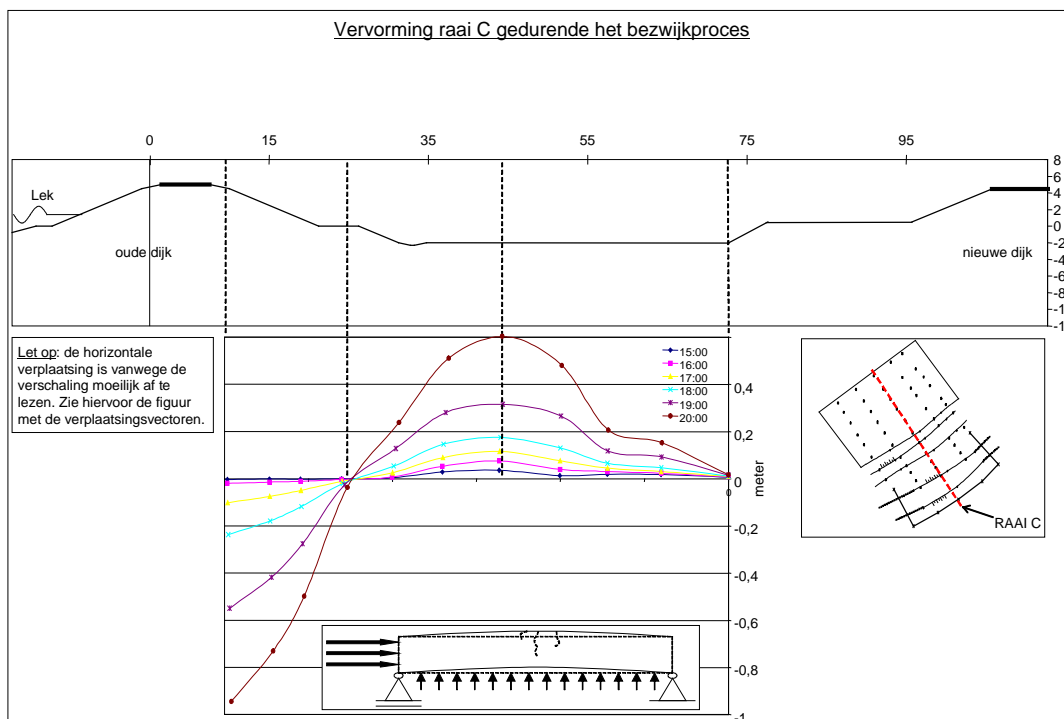 Vervorming raai C gedurende het bezwijkproces
0 15 35 55 75 95
8
6
4
2
0
-2
-4
-6
-8
-1
Lek
oude dijk
nieuwe dijk
Let op: de horizontale
verplaatsing is vanwege de
verschaling moeilijk af te
lezen. Zie hiervoor de figuur
met de verplaatsingsvectoren.
15:00
16:00
17:00
18:00
19:00
20:00
0,4
0,2
0
0
-0,2
-0,4
-0,6
-0,8
-1
meter
RAAI C